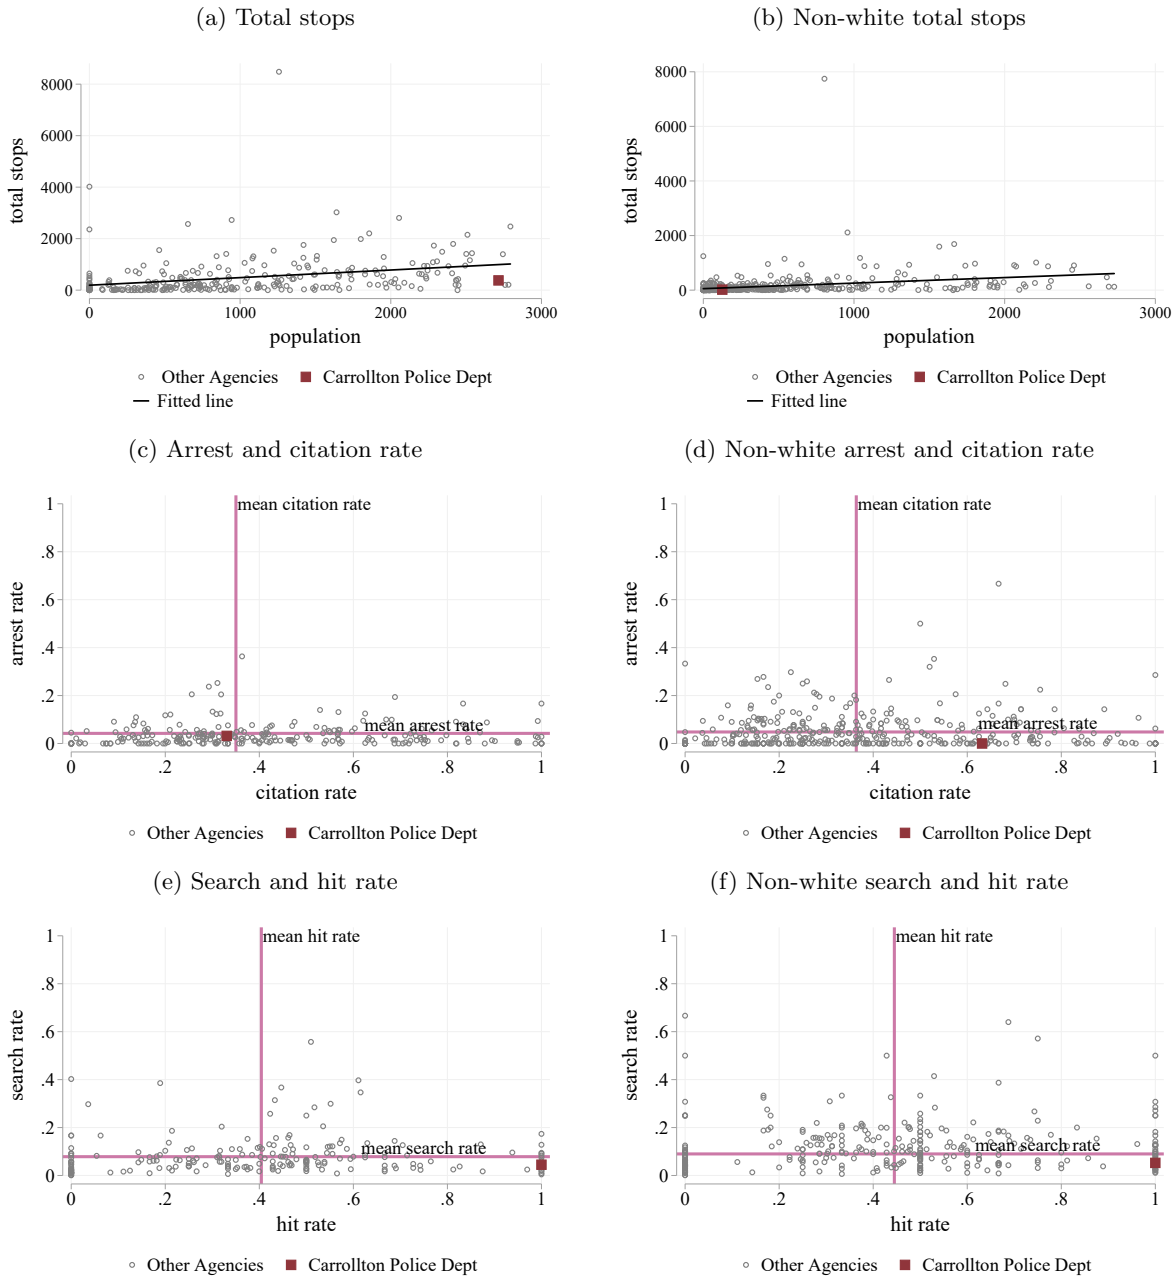 (a) Total stops
(b) Non-white total stops
total stops
8000
6000
4000
2000
0
0 1000 2000 3000
population
Other Agencies Carrollton Police Dept
Fitted line
total stops
8000
6000
4000
2000
0
0 1000 2000 3000
population
Other Agencies Carrollton Police Dept
Fitted line
(c) Arrest and citation rate
(d) Non-white arrest and citation rate
arrest rate
1
.8
.6
.4
.2
0
mean citation rate
mean arrest rate
0 .2 .4 .6 .8 1
citation rate
Other Agencies Carrollton Police Dept
arrest rate
1
.8
.6
.4
.2
0
mean citation rate
mean arrest rate
0 .2 .4 .6 .8 1
citation rate
Other Agencies Carrollton Police Dept
(e) Search and hit rate
(f) Non-white search and hit rate
search rate
1
.8
.6
.4
.2
0
mean hit rate
mean search rate
0 .2 .4 .6 .8 1
hit rate
Other Agencies Carrollton Police Dept
search rate
1
.8
.6
.4
.2
0
mean hit rate
mean search rate
0 .2 .4 .6 .8 1
hit rate
Other Agencies Carrollton Police Dept